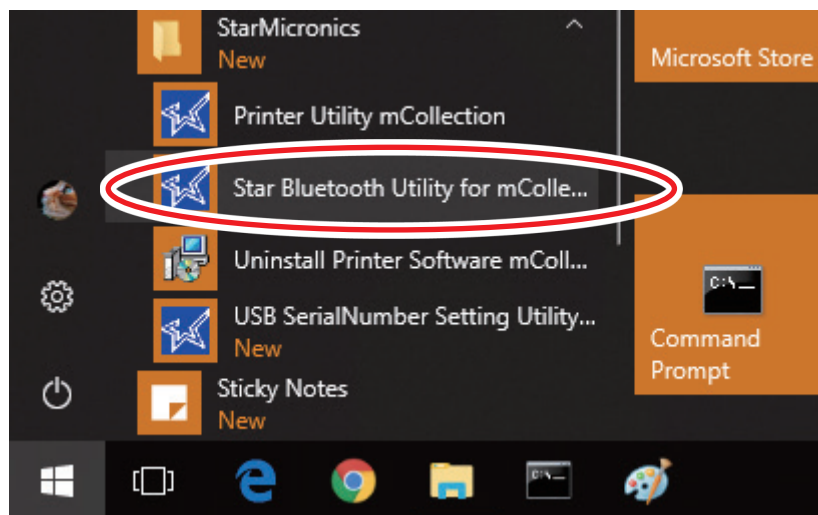 StarMicronics
New
Microsoft Store
Printer Utility mCollection
Star Bluetooth Utility for mColle...
Uninstall Printer Software mColl...
USB SerialNumber Setting Utility...
New
Command
Prompt
Sticky Notes
New